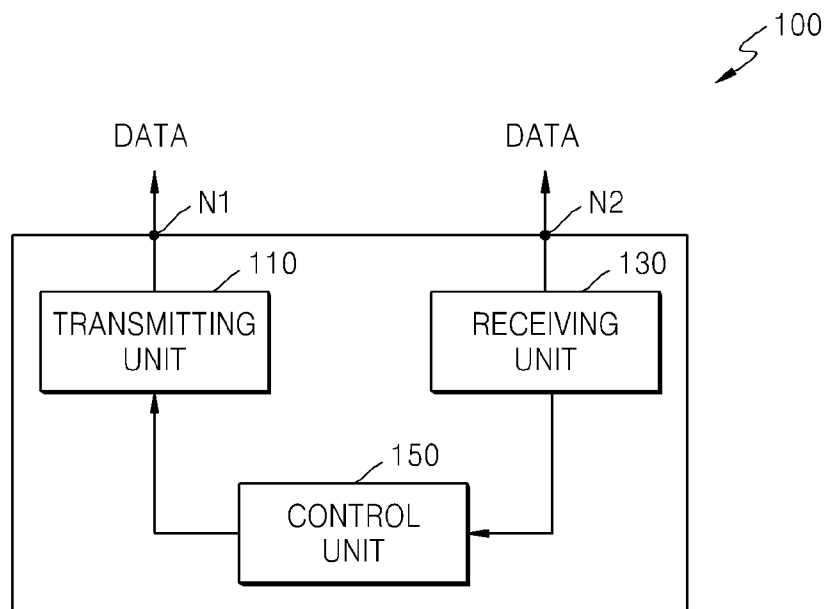 100
DATA
DATA
N1
N2
110
130
TRANSMITTING
UNIT
RECEIVING
UNIT
150
CONTROL
UNIT